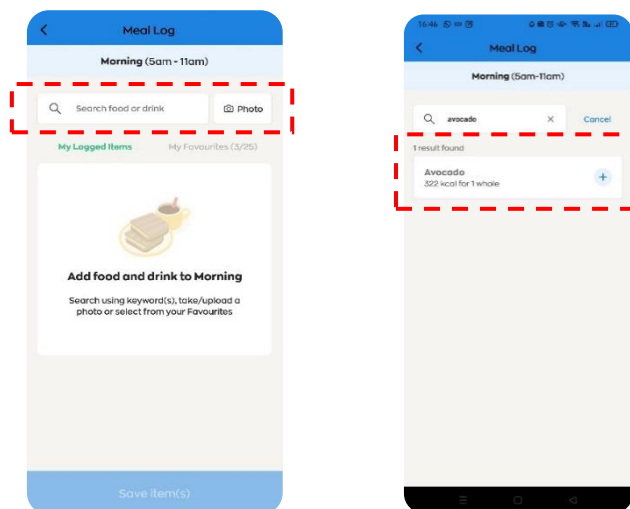 Meal Log
Morning (5am - 11am)
Search food or drink
Photo
My Logged Items
My Favourites (3/25)
Add food and drink to Morning
Search using keyword(s), take/upload a
photo or select from your Favourites
Save item(s)
16:46
Meal Log
Morning (5am-11am)
avocado
Cancel
1 result found
Avocado
322 kcal for 1 whole